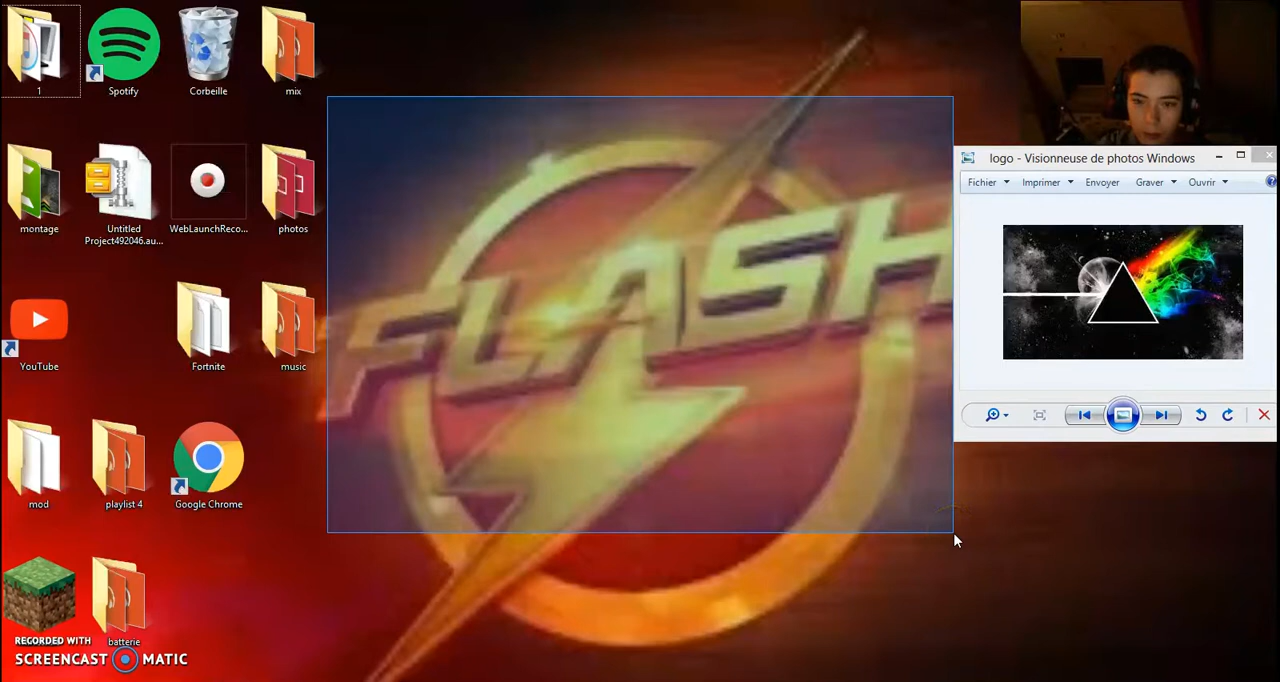 1
Spotify
Corbeille
mix
montage
Untitled
Project492046.au...
WebLaunchReco...
photos
YouTube
Fortnite
music
mod
playlist 4
Google Chrome
batterie
RECORDED WITH
SCREENCAST MATIC
FLASH
logo - Visionneuse de photos Windows
Fichier Imprimer Envoyer Graver Ouvrir